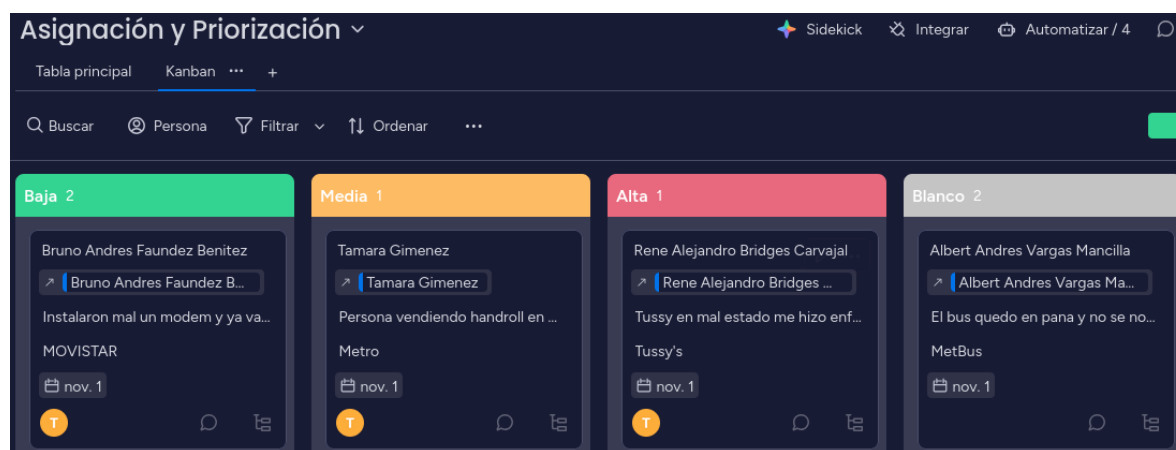 Asignación y Priorización
Sidekick
Integrar
Automatizar / 4
Tabla principal
Kanban
Buscar
Persona
Filtrar
Ordenar
Baja 2
Bruno Andres Faundez Benitez
Bruno Andres Faundez B...
Instalaron mal un modem y ya va...
MOVISTAR
nov. 1
T
Media 1
Tamara Gimenez
Tamara Gimenez
Persona vendiendo handroll en ...
Metro
nov. 1
T
Alta 1
Rene Alejandro Bridges Carvajal
Rene Alejandro Bridges ...
Tussy en mal estado me hizo enf...
Tussy's
nov. 1
T
Blanco 2
Albert Andres Vargas Mancilla
Albert Andres Vargas Ma...
El bus quedo en pana y no se no...
MetBus
nov. 1